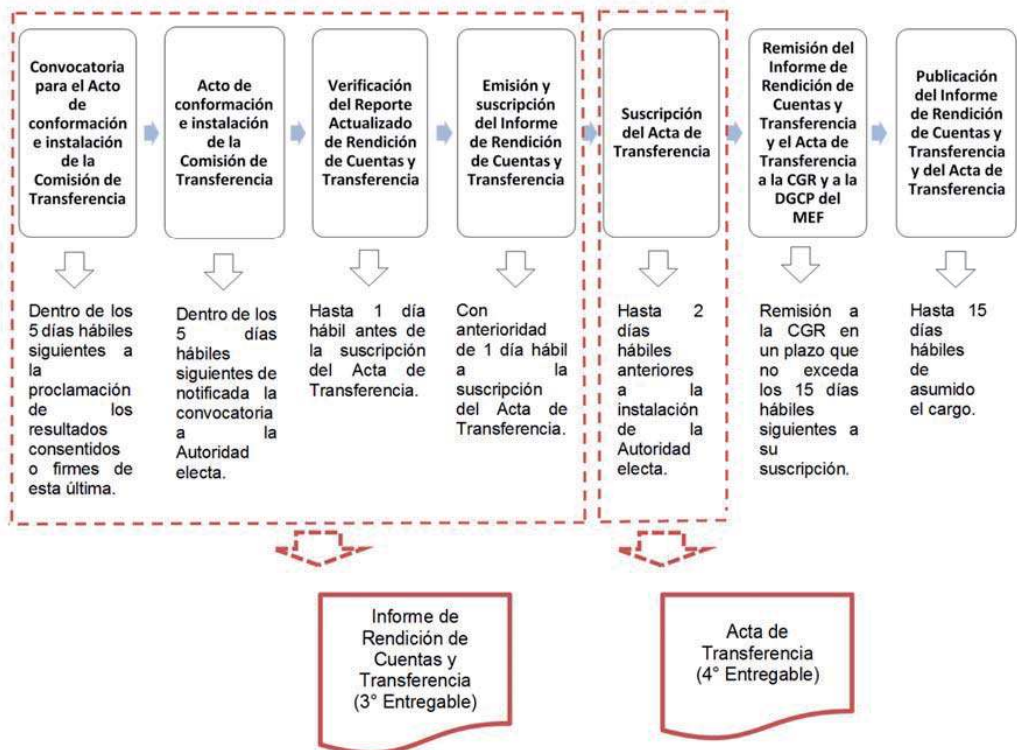 Convocatoria
para el Acto
de
conformación
e instalación
de la
Comisión de
Transferencia
Acto de
conformación
e instalación
de la
Comisión de
Transferencia
Verificación
del Reporte
Actualizado
de Rendición
de Cuentas y
Transferencia
Emisión y
suscripción
del Informe
de Rendición
de Cuentas y
Transferencia
Suscripción
del Acta de
Transferencia
Remisión del
Informe de
Rendición de
Cuentas y
Transferencia
y el Acta de
Transferencia
a la CGR y a la
DGCP del
MEF
Publicación
del Informe
de Rendición
de Cuentas y
Transferencia
y del Acta de
Transferencia
Dentro de los
5 días hábiles
siguientes a
la
proclamación
de los
resultados
consentidos
o firmes de
esta última.
Dentro de los
5 días
hábiles
siguientes de
notificada la
convocatoria
a la
Autoridad
electa.
Hasta 1 día
hábil antes de
la suscripción
del Acta de
Transferencia.
Con
anterioridad
de 1 día hábil
a la
suscripción
del Acta de
Transferencia.
Hasta 2
días
hábiles
anteriores
a la
instalación
de la
Autoridad
electa.
Remisión a
la CGR en
un plazo que
no exceda
los 15 días
hábiles
siguientes a
su
suscripción.
Hasta 15
días
hábiles
de
asumido
el cargo.
Informe de
Rendición de
Cuentas y
Transferencia
(3° Entregable)
Acta de
Transferencia
(4° Entregable)